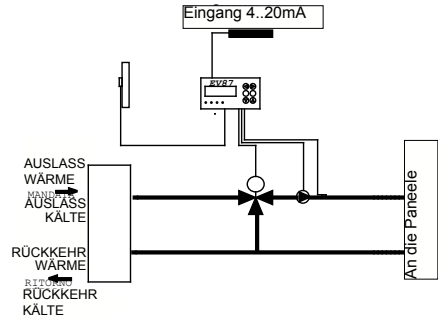 Eingang 4..20mA
EV87
AUSLASS
WÄRME
MANDATA
AUSLASS
KÄLTE
RÜCKKEHR
WÄRME
RITORNO
RÜCKKEHR
KÄLTE
An die Paneele